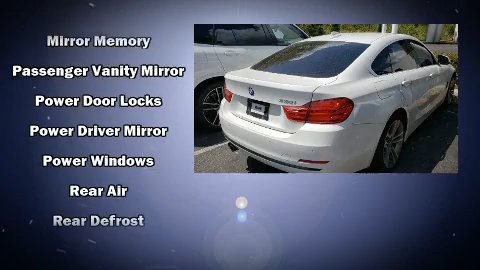 Mirror Memory
Passenger Vanity Mirror
Power Door Locks
Power Driver Mirror
Power Windows
Rear Air
Rear Defrost